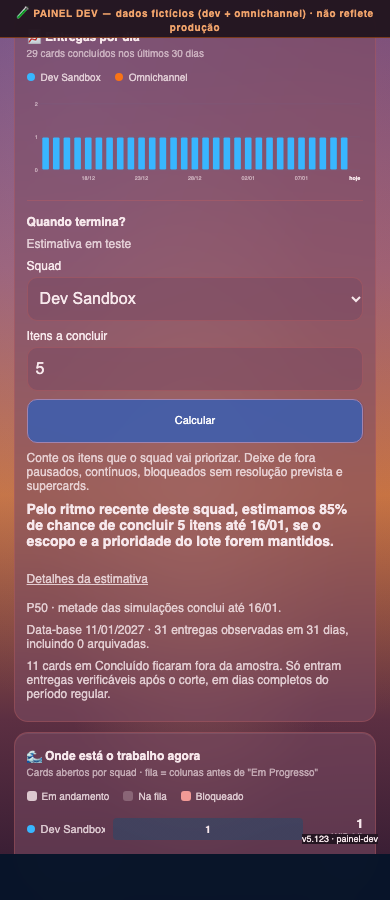 🧪 PAINEL DEV — dados fictícios (dev + omnichannel) · não reflete
produção
Entregas por dia
29 cards concluídos nos últimos 30 dias
Dev Sandbox Omnichannel
2
1
0
18/12 23/12 28/12 02/01 07/01 hoje
Quando termina?
Estimativa em teste
Squad
Dev Sandbox
Itens a concluir
5
Calcular
Conte os itens que o squad vai priorizar. Deixe de fora
pausados, contínuos, bloqueados sem resolução prevista e
supercards.
Pelo ritmo recente deste squad, estimamos 85%
de chance de concluir 5 itens até 16/01, se o
escopo e a prioridade do lote forem mantidos.
Detalhes da estimativa
P50 · metade das simulações conclui até 16/01.
Data-base 11/01/2027 · 31 entregas observadas em 31 dias,
incluindo 0 arquivadas.
11 cards em Concluído ficaram fora da amostra. Só entram
entregas verificáveis após o corte, em dias completos do
período regular.
🌊 Onde está o trabalho agora
Cards abertos por squad · fila = colunas antes de "Em Progresso"
Em andamento Na fila Bloqueado
Dev Sandbox 1 1
v5.123 · painel-dev